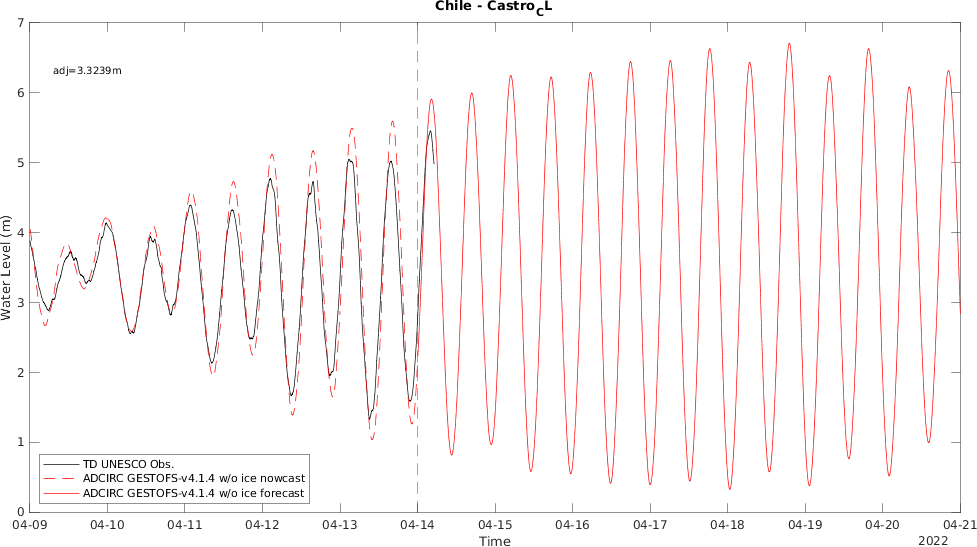 Chile - Castro_CL
7
adj=3.3239m
6
5
4
3
2
1
0
Water Level (m)
TD UNESCO Obs.
ADCIRC GESTOFS-v4.1.4 w/o ice nowcast
ADCIRC GESTOFS-v4.1.4 w/o ice forecast
04-09 04-10 04-11 04-12 04-13 04-14 04-15 04-16 04-17 04-18 04-19 04-20 04-21
Time
2022